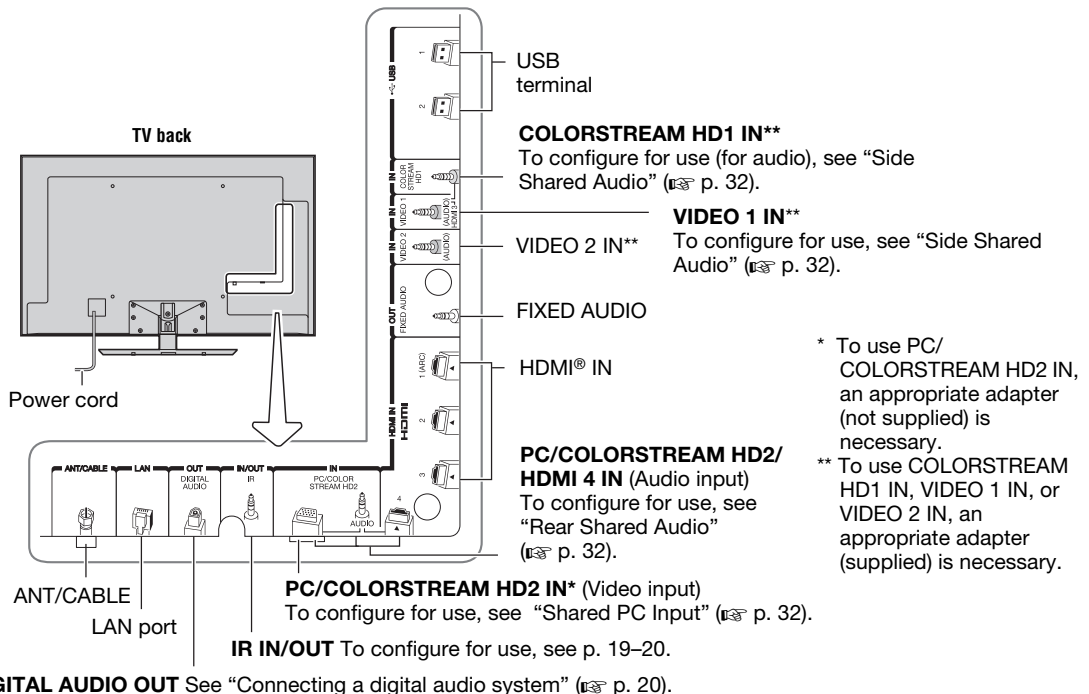 TV back
Power cord
USB
1
2
IN
COLOR
STREAM
HD1
IN
VIDEO 1
(AUDIO)
HDMI 3
IN
VIDEO 2
(AUDIO)
OUT
FIXED AUDIO
HDMI IN
HDMI
1 (ARC)
2
3
4
ANT/CABLE
LAN
OUT
DIGITAL
AUDIO
IN/OUT
IR
IN
PC/COLOR
STREAM HD2
AUDIO
USB
terminal
COLORSTREAM HD1 IN**
To configure for use (for audio), see “Side
Shared Audio” (☞ p. 32).
VIDEO 1 IN**
To configure for use, see “Side Shared
Audio” (☞ p. 32).
VIDEO 2 IN**
FIXED AUDIO
HDMI® IN
PC/COLORSTREAM HD2/
HDMI 4 IN (Audio input)
To configure for use, see
“Rear Shared Audio”
(☞ p. 32).
* To use PC/
COLORSTREAM HD2 IN,
an appropriate adapter
(not supplied) is
necessary.
** To use COLORSTREAM
HD1 IN, VIDEO 1 IN, or
VIDEO 2 IN, an
appropriate adapter
(supplied) is necessary.
ANT/CABLE
LAN port
PC/COLORSTREAM HD2 IN* (Video input)
To configure for use, see “Shared PC Input” (☞ p. 32).
IR IN/OUT To configure for use, see p. 19–20.
GITAL AUDIO OUT See “Connecting a digital audio system” (☞ p. 20).